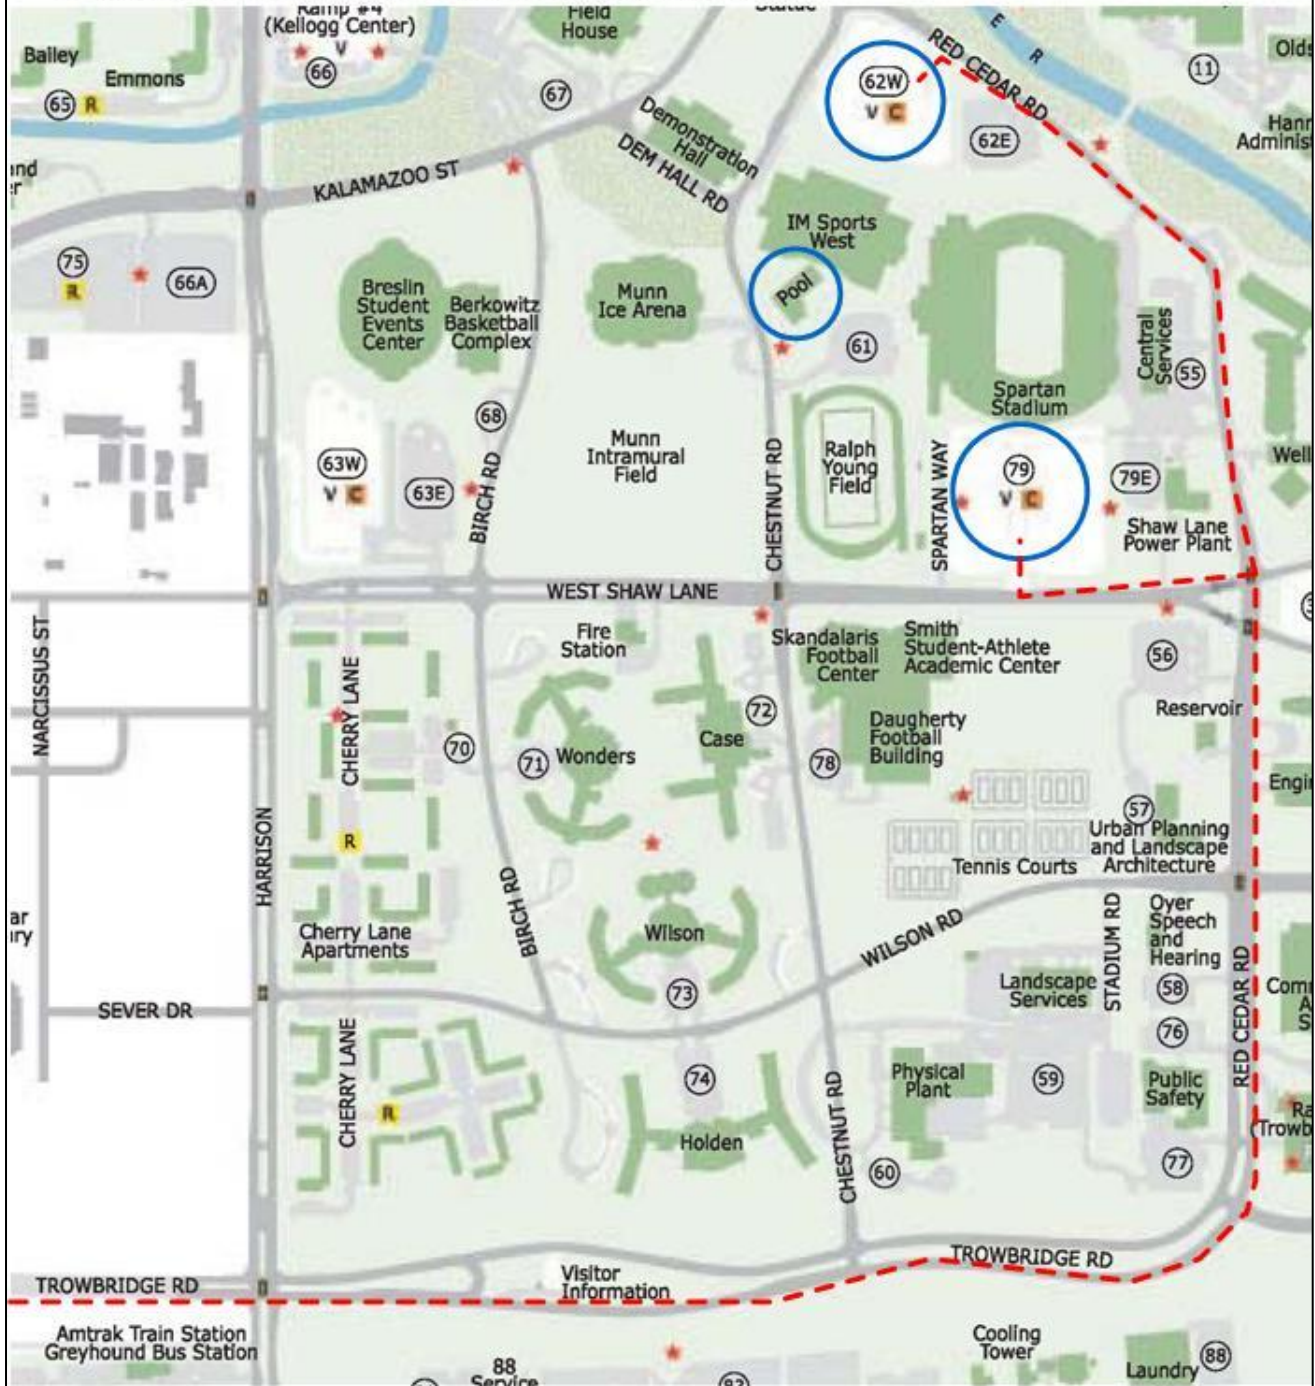 Ramp #4
(Kellogg Center)
V
66
Field
House
Statue
Bailey
Emmons
65 R
67
62W
V C
RED CEDAR RD
E
R
11
62E
Demonstration
Hall
DEM HALL RD
KALAMAZOO ST
75
R
66A
IM Sports
West
Pool
61
Breslin
Student
Events
Center
Berkowitz
Basketball
Complex
Munn
Ice Arena
Central
Services
55
Spartan
Stadium
68
63W
V C
63E
BIRCH RD
Munn
Intramural
Field
CHESTNUT RD
Ralph
Young
Field
SPARTAN WAY
79
V C
79E
Shaw Lane
Power Plant
WEST SHAW LANE
NARCISSUS ST
CHERRY LANE
Fire
Station
Skandalaris
Football
Center
Smith
Student-Athlete
Academic Center
56
Reservoir
70
71
Wonders
Case
72
78
Daugherty
Football
Building
57
Urban Planning
and Landscape
Architecture
Tennis Courts
R
HARRISON
Cherry Lane
Apartments
BIRCH RD
Wilson
73
WILSON RD
STADIUM RD
Oyer
Speech
and
Hearing
Landscape
Services
58
76
RED CEDAR RD
SEVER DR
CHERRY LANE
R
74
Holden
CHESTNUT RD
Physical
Plant
59
Public
Safety
60
77
TROWBRIDGE RD
TROWBRIDGE RD
Visitor
Information
Amtrak Train Station
Greyhound Bus Station
88
Service
Cooling
Tower
Laundry
88